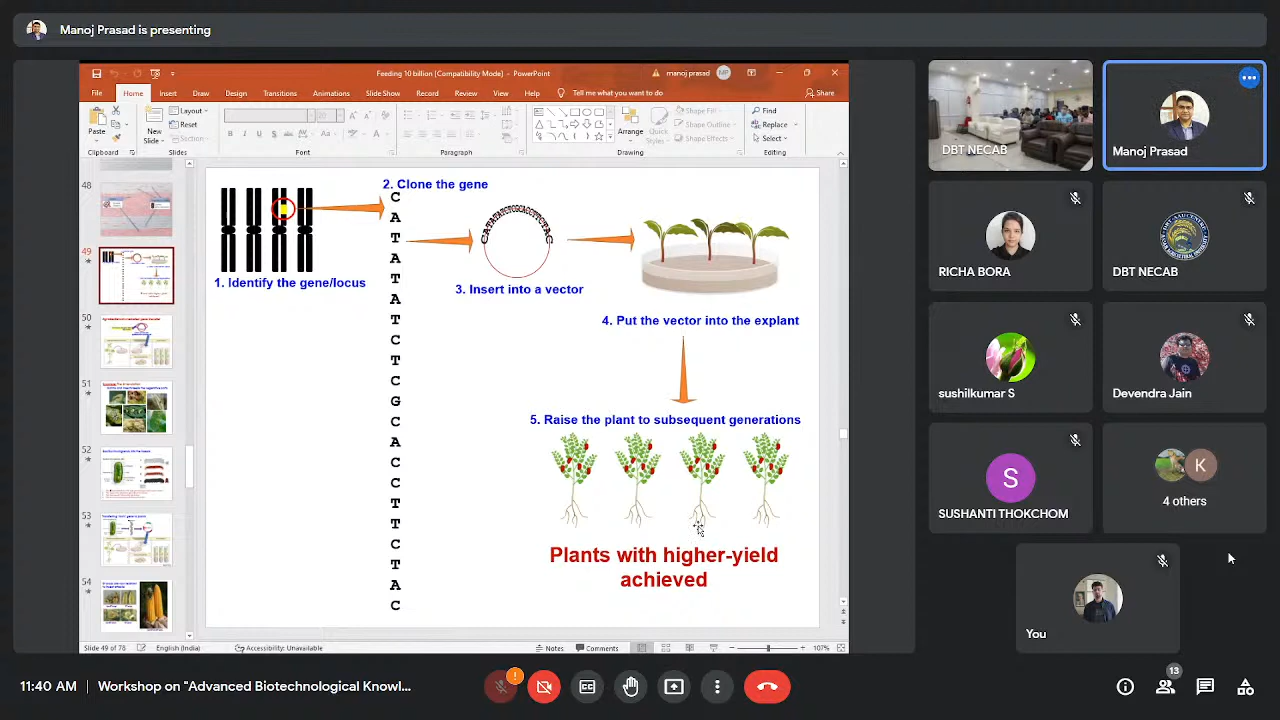 Manoj Prasad is presenting
Feeding 10 billion [Compatibility Mode] - PowerPoint
manoj prasad
MP
File Home Insert Draw Design Transitions Animations Slide Show Record Review View Help Tell me what you want to do Share
Paste
New
Slide
Layout
Reset
Section
Arrange
Quick
Styles
Shape Fill
Shape Outline
Shape Effects
Find
Replace
Select
Clipboard
Slides
Font
Paragraph
Drawing
Editing
48
49
50
51
52
53
54
1. Identify the gene/locus
2. Clone the gene
C
A
T
A
T
A
T
C
T
C
G
C
A
C
C
T
T
C
T
A
C
3. Insert into a vector
4. Put the vector into the explant
5. Raise the plant to subsequent generations
Plants with higher-yield
achieved
Slide 49 of 78
English (India)
Accessibility: Unavailable
Notes
Comments
107%
DBT NECAB
Manoj Prasad
RICHA BORA
DBT NECAB
sushilkumar S
Devendra Jain
S
SUSHANTI THOKCHOM
K
4 others
You
11:40 AM
Workshop on "Advanced Biotechnological Knowl...
13